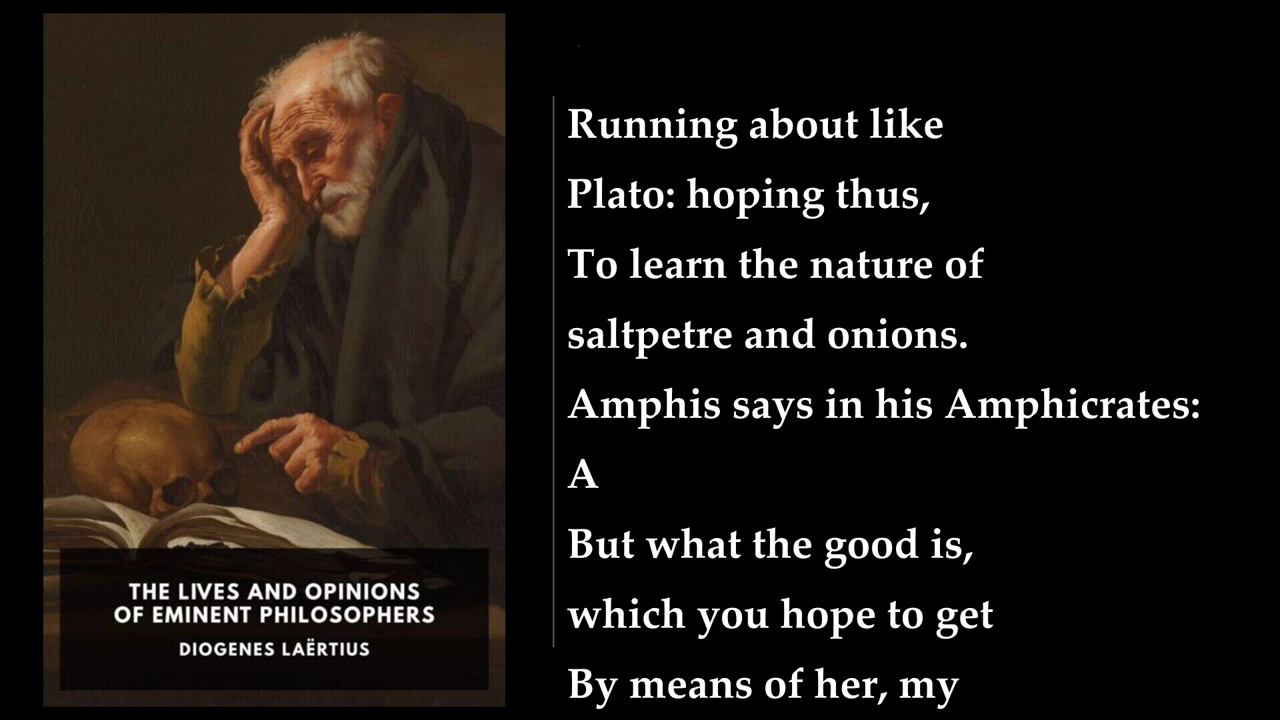 THE LIVES AND OPINIONS
OF EMINENT PHILOSOPHERS
DIOGENES LAËRTIUS
Running about like
Plato: hoping thus,
To learn the nature of
saltpetre and onions.
Amphis says in his Amphicrates:
A
But what the good is,
which you hope to get
By means of her, my